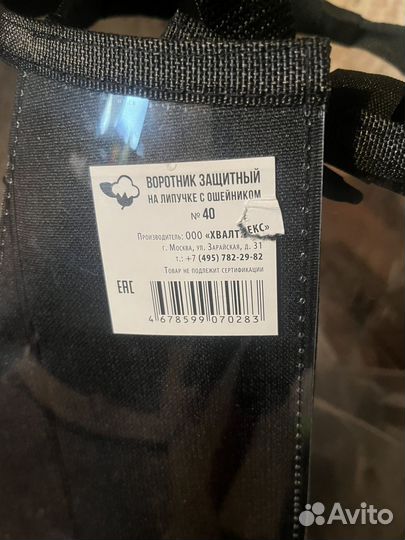 ВОРОТНИК ЗАЩИТНЫЙ
НА ЛИПУЧКЕ С ОШЕЙНИКОМ
№ 40
Производитель: ООО
г. Москва, ул. Зарайская, д. 31
т.: +7 (495) 782-29-82
Товар не подлежит сертификации
EAC
4 678599 070283
Avito